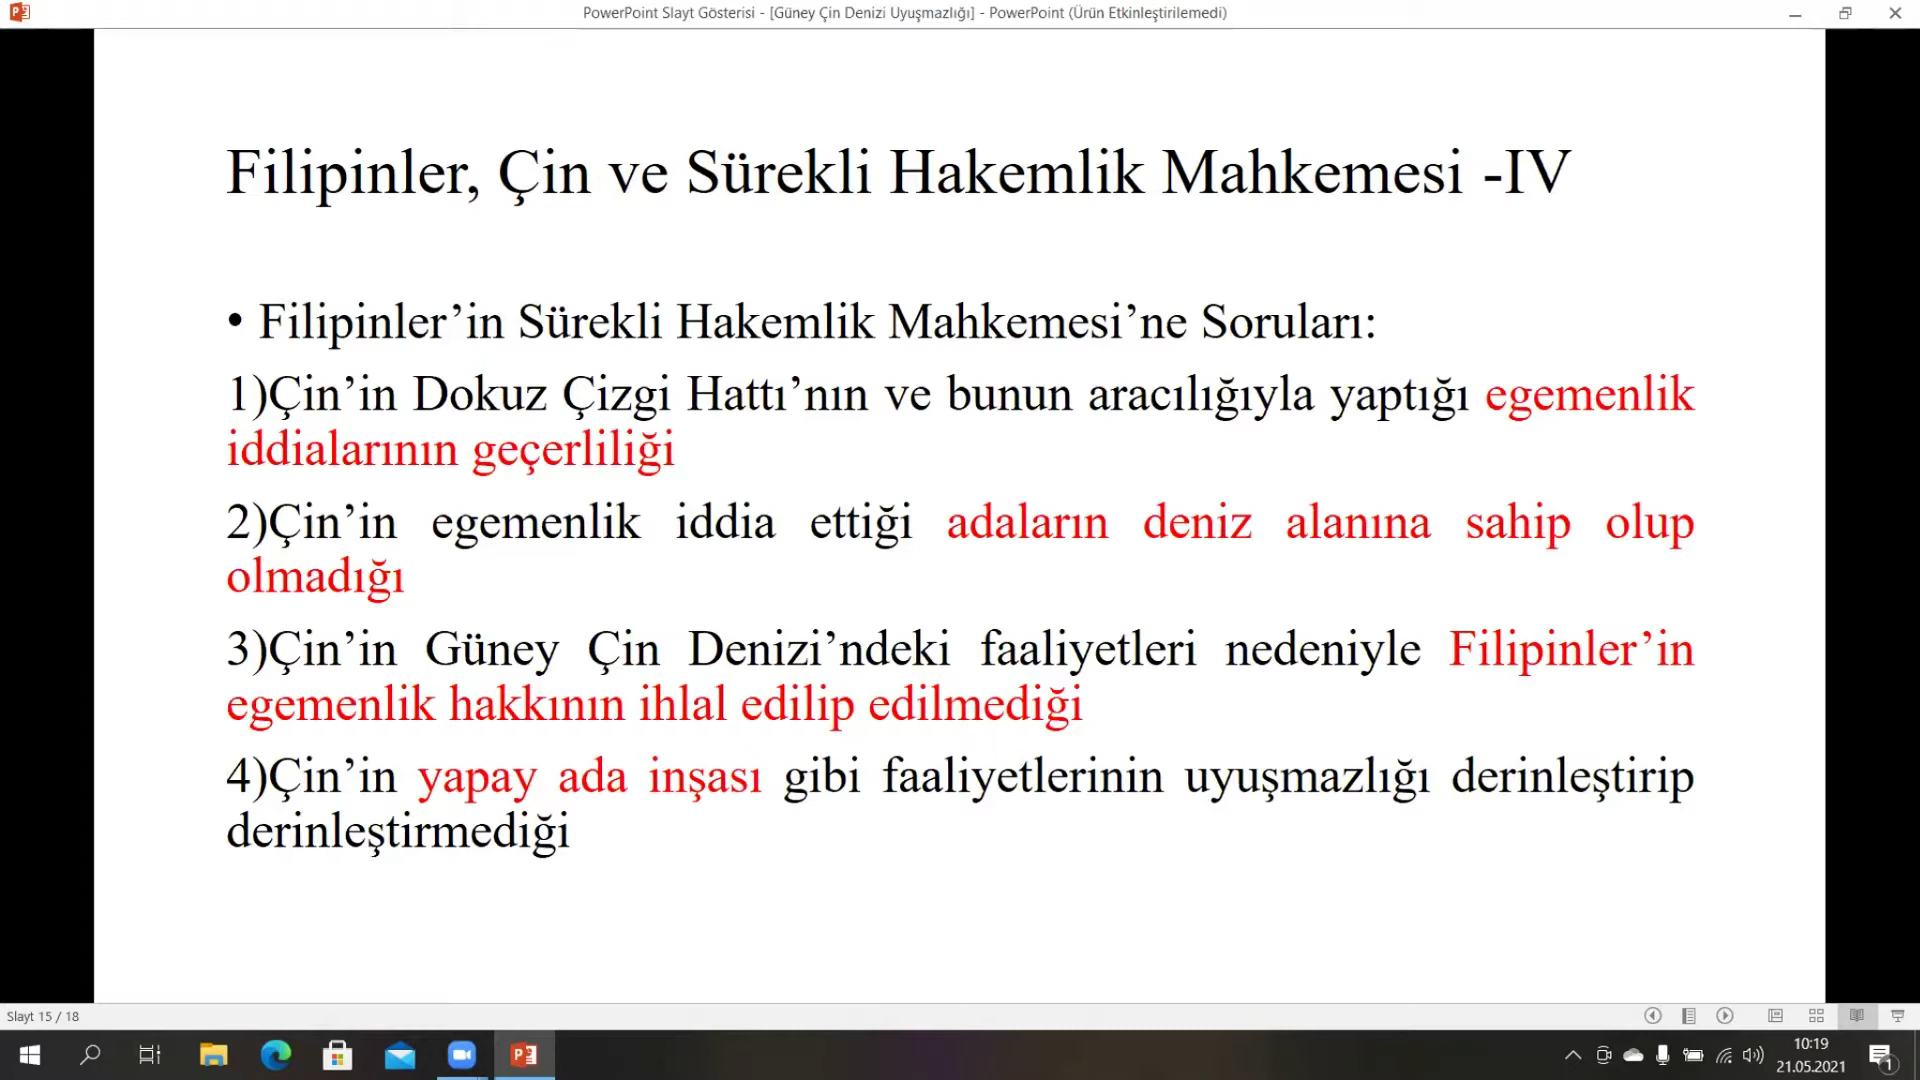 PowerPoint Slayt Gösterisi - [Güney Çin Denizi Uyuşmazlığı] - PowerPoint (Ürün Etkinleştirilemedi)
Filipinler, Çin ve Sürekli Hakemlik Mahkemesi -IV
• Filipinler’in Sürekli Hakemlik Mahkemesi’ne Soruları:
1)Çin’in Dokuz Çizgi Hattı’nın ve bunun aracılığıyla yaptığı egemenlik
iddialarının geçerliliği
2)Çin’in egemenlik iddia ettiği adaların deniz alanına sahip olup
olmadığı
3)Çin’in Güney Çin Denizi’ndeki faaliyetleri nedeniyle Filipinler’in
egemenlik hakkının ihlal edilip edilmediği
4)Çin’in yapay ada inşası gibi faaliyetlerinin uyuşmazlığı derinleştirip
derinleştirmediği
Slayt 15 / 18
10:19
21.05.2021
1